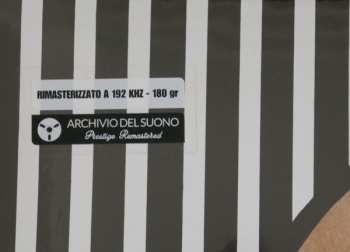 RIMASTERIZZATO A 192 KHZ - 180 gr
ARCHIVIO DEL SUONO
Prestige Remastered